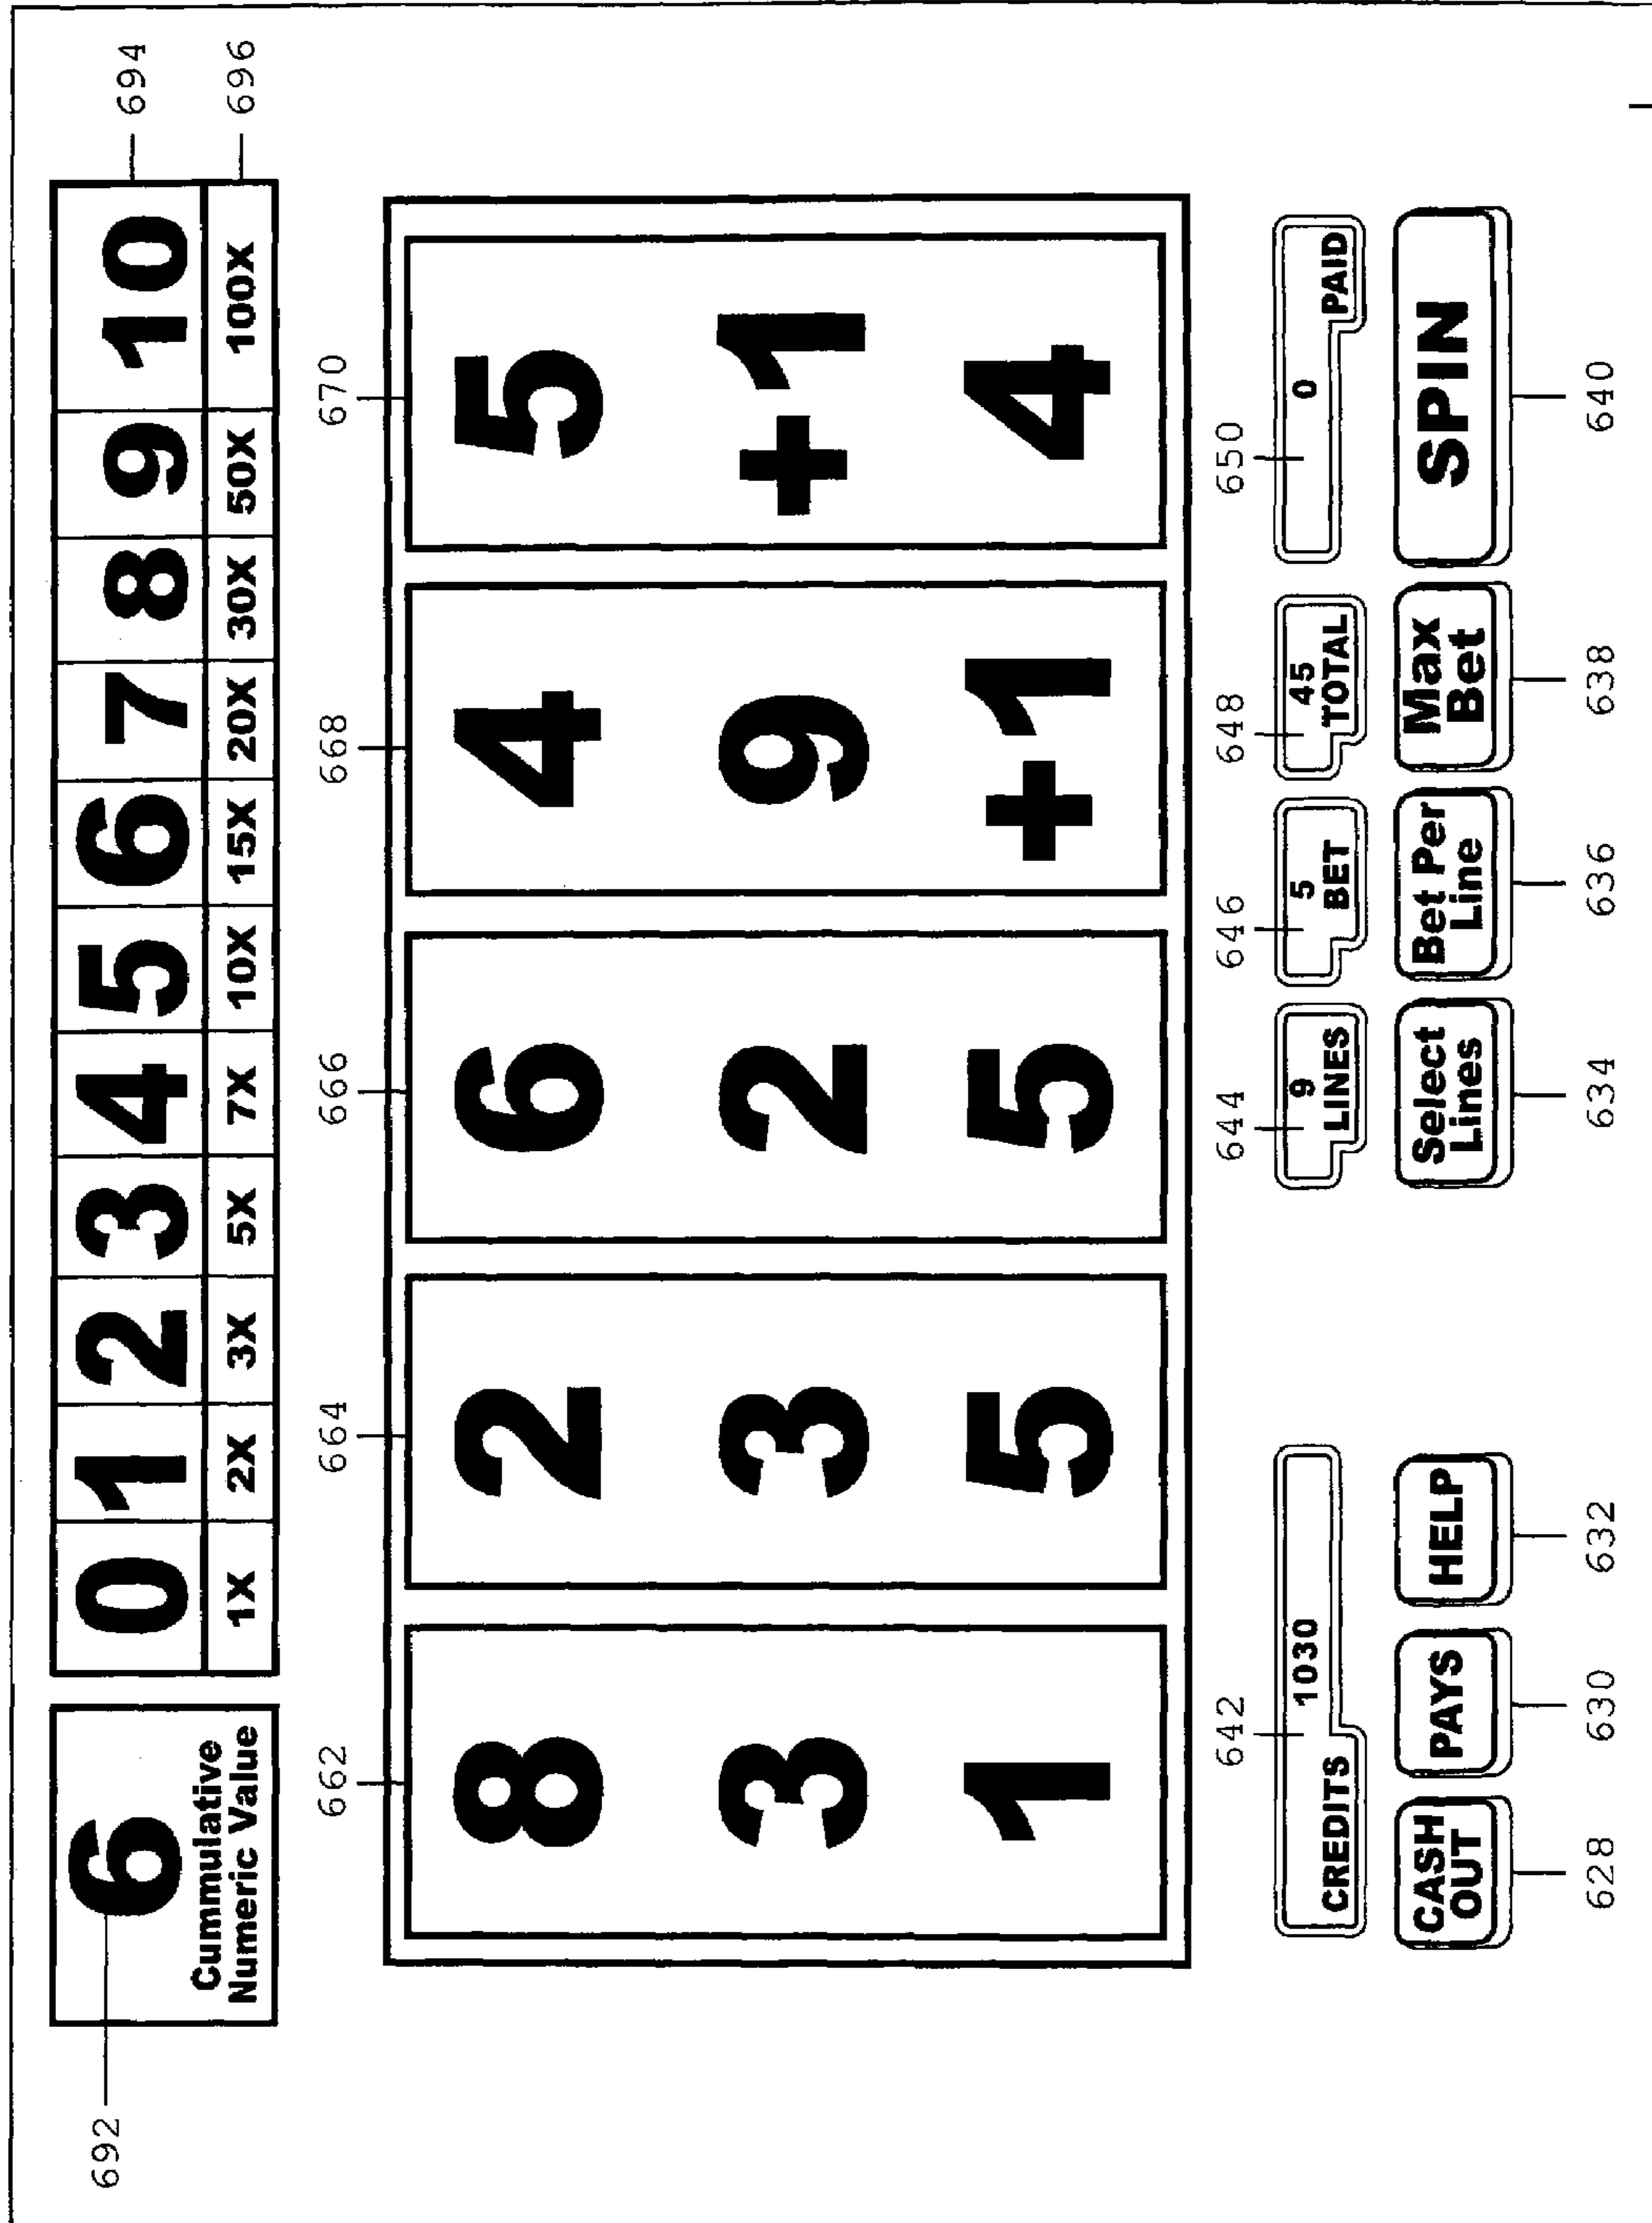 692
6
Cummulative
Numeric Value
0 1 2 3 4 5 6 7 8 9 10
694
1X 2X 3X 5X 7X 10X 15X 20X 30X 50X 100X
696
662 664 666 668 670
8 2 6 4 5
3 3 2 9 +1
1 5 5 +1 4
642 644 646 648 650
1030 9 5 45 0
CREDITS LINES BET TOTAL PAID
CASH
OUT
PAYS
HELP
Select
Lines
Bet Per
Line
Max
Bet
SPIN
628 630 632 634 636 638 640